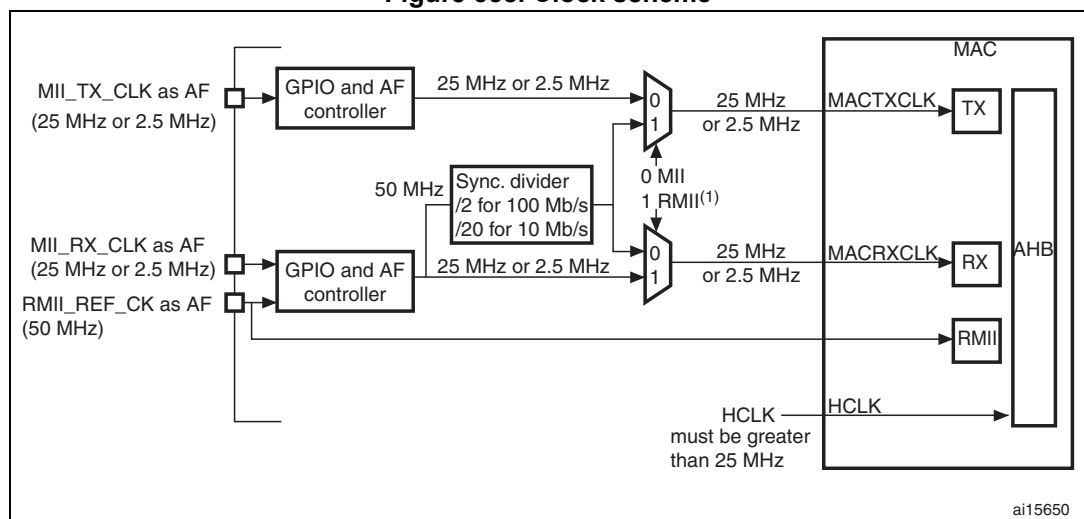 MII_TX_CLK as AF
(25 MHz or 2.5 MHz)
GPIO and AF
controller
25 MHz or 2.5 MHz
0
1
25 MHz
or 2.5 MHz
MACTXCLK
MAC
TX
50 MHz
Sync. divider
/2 for 100 Mb/s
/20 for 10 Mb/s
0 MII
1 RMII(1)
MII_RX_CLK as AF
(25 MHz or 2.5 MHz)
RMII_REF_CK as AF
(50 MHz)
GPIO and AF
controller
25 MHz or 2.5 MHz
0
1
25 MHz
or 2.5 MHz
MACRXCLK
RX
AHB
RMII
HCLK
must be greater
than 25 MHz
HCLK
ai15650